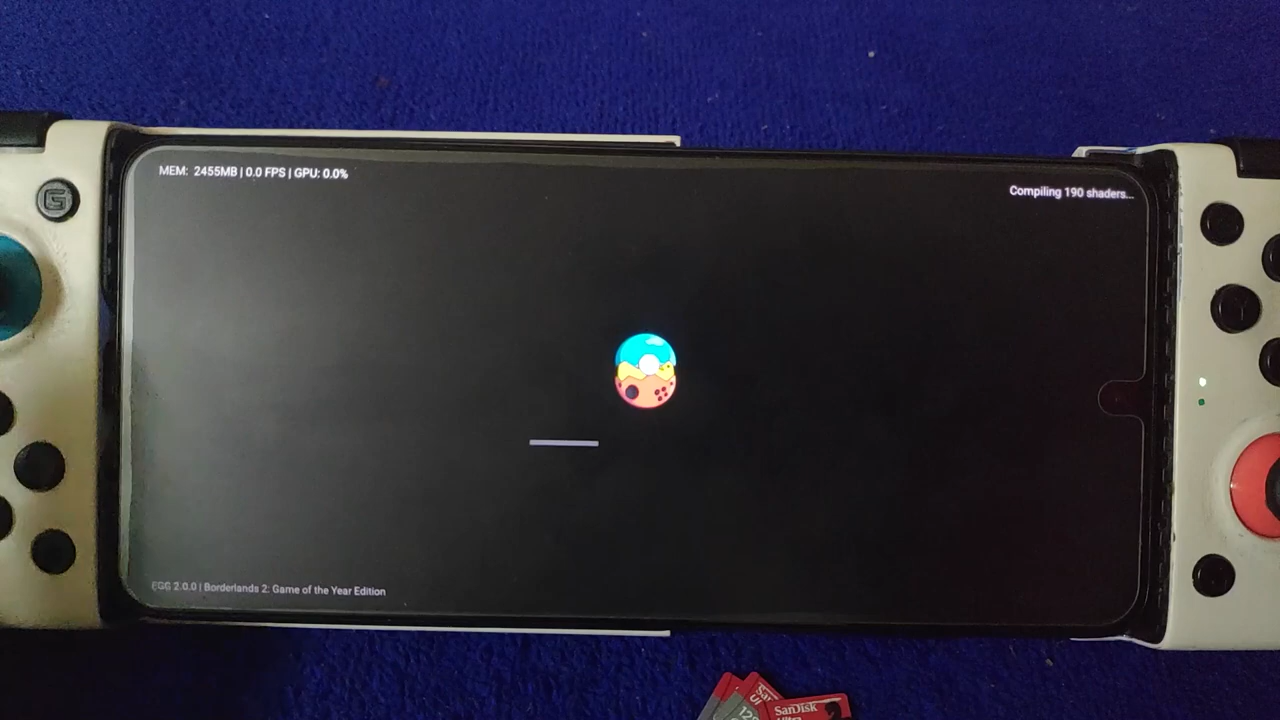 MEM: 2455MB | 0.0 FPS | GPU: 0.0%
Compiling 190 shaders...
EGG 2.0.0 | Borderlands 2: Game of the Year Edition
SanDisk
Ultra